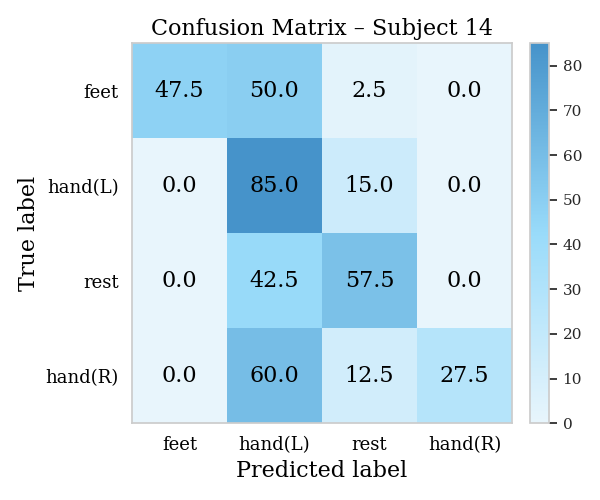 Confusion Matrix – Subject 14
True label
feet 47.5 50.0 2.5 0.0
hand(L) 0.0 85.0 15.0 0.0
rest 0.0 42.5 57.5 0.0
hand(R) 0.0 60.0 12.5 27.5
feet hand(L) rest hand(R)
Predicted label
80
70
60
50
40
30
20
10
0